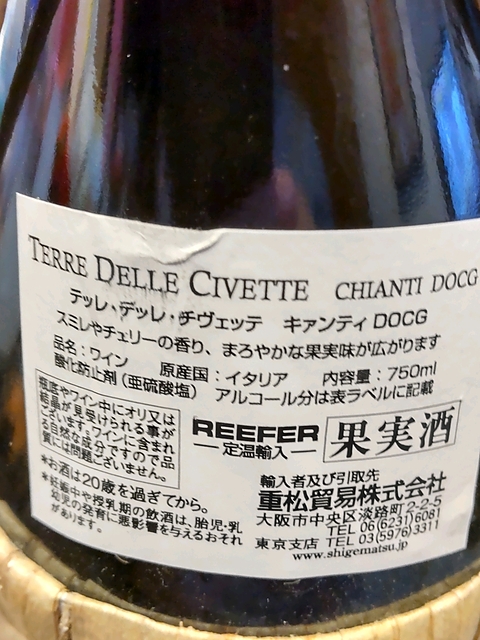 TERRE DELLE CIVETTE CHIANTI DOCG
テッレ・デッレ・チヴェッテ キァンティ DOCG
スミレやチェリーの香り、まろやかな果実味が広がります
品名：ワイン 原産国：イタリア 内容量：750ml
酸化防止剤（亜硫酸塩） アルコール分は表ラベルに記載
瓶底やワイン中にオリ又は
結晶が見受けられる事が
ございます。ワインに含まれ
る自然な成分ですので品
質には問題ございません。
REEFER
定温輸入
果実酒
*お酒は20歳を過ぎてから。
*妊娠中や授乳期の飲酒は、胎児・乳
幼児の発育に悪影響を与えるおそれ
があります。
輸入者及び引取先
重松貿易株式会社
大阪市中央区淡路町2-2-5
TEL 06(6231)6081
東京支店 TEL 03(5976)3311
www.shigematsu.jp